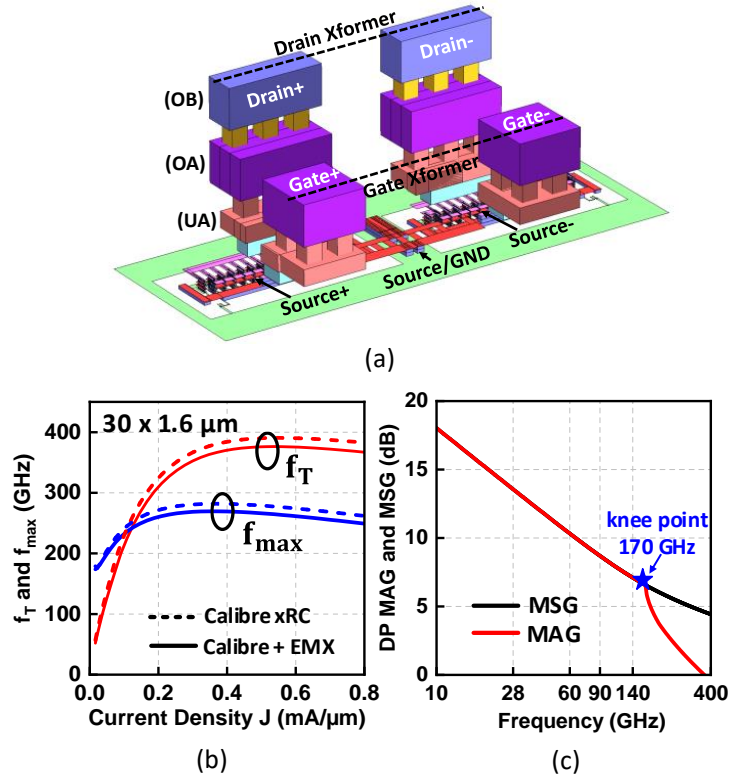 Drain Xformer
Drain-
(OB)
Drain+
Gate-
(OA)
Gate+
Gate Xformer
(UA)
Source-
Source/GND
Source+
(a)
30 x 1.6 µm
400
300
200
100
0
f_T and f_max (GHz)
f_T
f_max
Calibre xRC
Calibre + EMX
0.0 0.2 0.4 0.6 0.8
Current Density J (mA/µm)
(b)
20
15
10
5
0
DP MAG and MSG (dB)
knee point
170 GHz
MSG
MAG
10 28 60 90 140 400
Frequency (GHz)
(c)